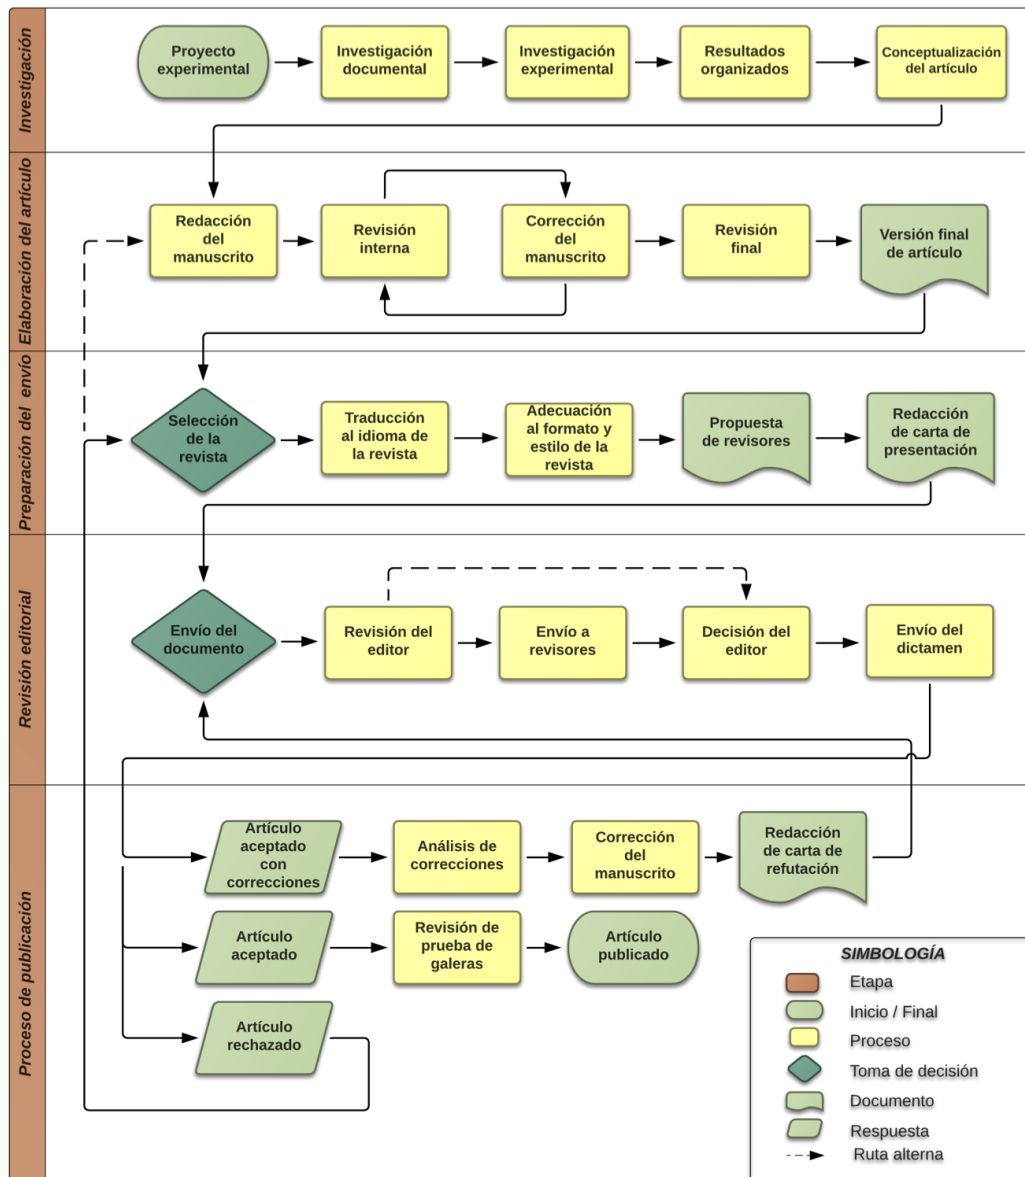 Investigación
Proyecto
experimental
Investigación
documental
Investigación
experimental
Resultados
organizados
Conceptualización
del artículo
Elaboración del artículo
Redacción
del
manuscrito
Revisión
interna
Corrección
del
manuscrito
Revisión
final
Versión final
de artículo
Preparación del envío
Selección
de la
revista
Traducción
al idioma de
la revista
Adecuación
al formato y
estilo de la
revista
Propuesta
de revisores
Redacción
de carta de
presentación
Revisión editorial
Envío del
documento
Revisión del
editor
Envío a
revisores
Decisión del
editor
Envío del
dictamen
Proceso de publicación
Artículo
aceptado
con
correcciones
Análisis de
correcciones
Corrección
del
manuscrito
Redacción
de carta de
refutación
Artículo
aceptado
Revisión de
prueba de
galeras
Artículo
publicado
Artículo
rechazado
SIMBOLOGÍA
Etapa
Inicio / Final
Proceso
Toma de decisión
Documento
Respuesta
Ruta alterna